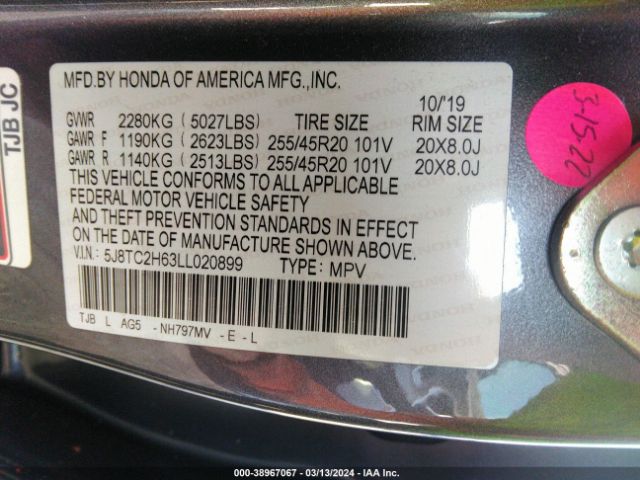 MFD.BY HONDA OF AMERICA MFG.,INC.
10/'19
GVWR 2280KG (5027LBS) TIRE SIZE RIM SIZE
GAWR F 1190KG (2623LBS) 255/45R20 101V 20X8.0J
GAWR R 1140KG (2513LBS) 255/45R20 101V 20X8.0J
THIS VEHICLE CONFORMS TO ALL APPLICABLE
FEDERAL MOTOR VEHICLE SAFETY
AND THEFT PREVENTION STANDARDS IN EFFECT
ON THE DATE OF MANUFACTURE SHOWN ABOVE.
V.I.N.: 5J8TC2H63LL020899 TYPE: MPV
TJB L AG5 -NH797MV -E-L
TJB JC
3-15-22
000-38967067 - 03/13/2024 - IAA Inc.